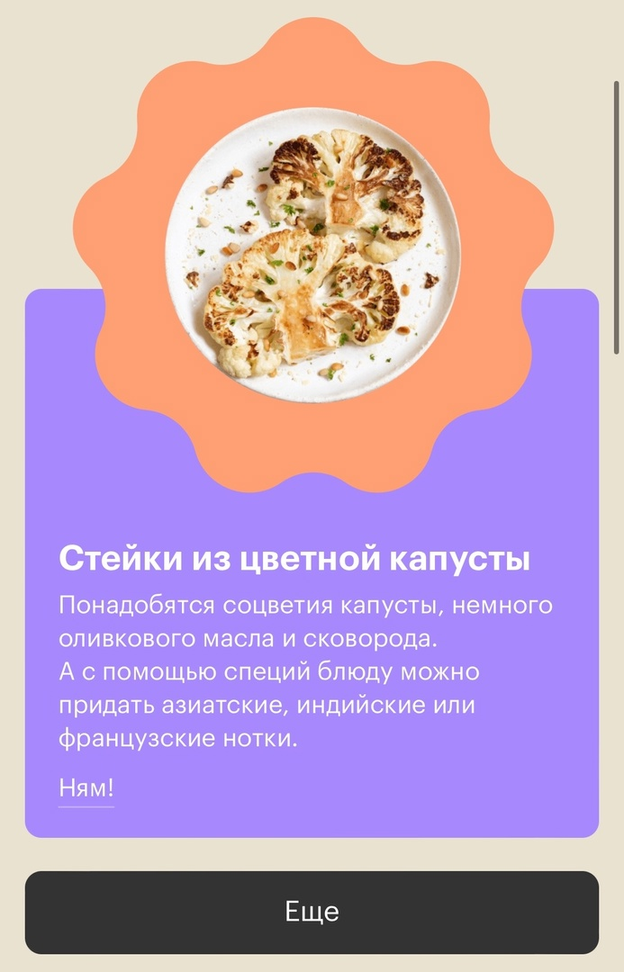 Стейки из цветной капусты
Понадобятся соцветия капусты, немного
оливкового масла и сковорода.
А с помощью специй блюду можно
придать азиатские, индийские или
французские нотки.
Ням!
Еще